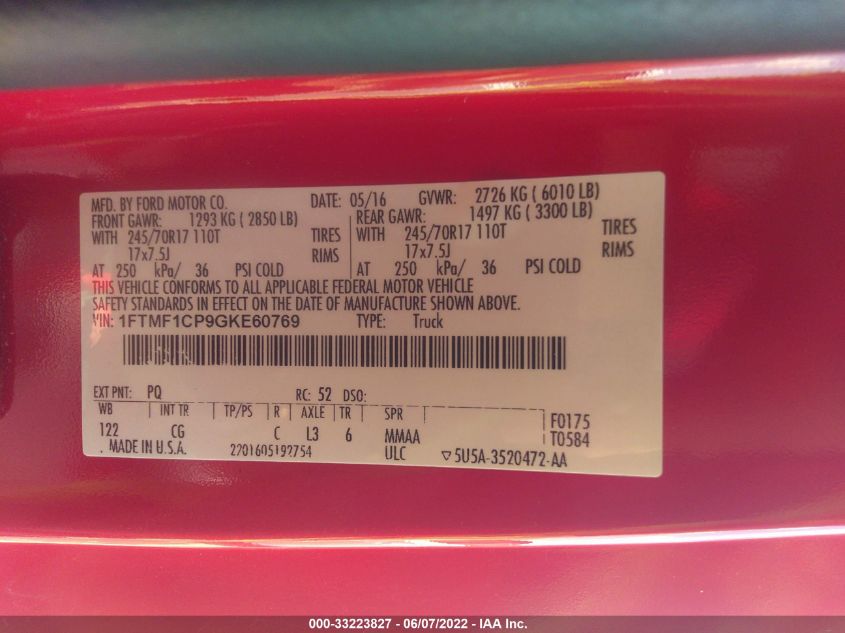 MFD. BY FORD MOTOR CO. DATE: 05/16 GVWR: 2726 KG ( 6010 LB)
FRONT GAWR: 1293 KG ( 2850 LB) REAR GAWR: 1497 KG ( 3300 LB)
WITH 245/70R17 110T TIRES WITH 245/70R17 110T TIRES
17x7.5J RIMS 17x7.5J RIMS
AT 250 kPa/ 36 PSI COLD AT 250 kPa/ 36 PSI COLD
THIS VEHICLE CONFORMS TO ALL APPLICABLE FEDERAL MOTOR VEHICLE
SAFETY STANDARDS IN EFFECT ON THE DATE OF MANUFACTURE SHOWN ABOVE.
VIN: 1FTMF1CP9GKE60769 TYPE: Truck
EXT PNT: PQ RC: 52 DSO:
WB INT TR TP/PS R AXLE TR SPR F0175
122 CG C L3 6 MMAA T0584
MADE IN U.S.A. 2201605192754 ULC ▽5U5A-3520472-AA
000-33223827 - 06/07/2022 - IAA Inc.